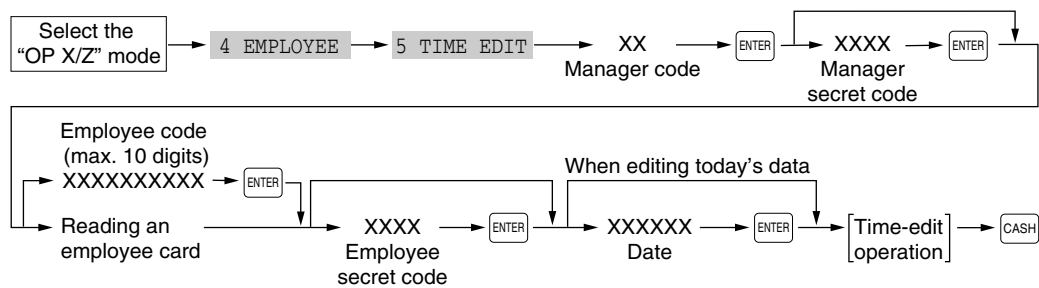 Select the
“OP X/Z” mode
4 EMPLOYEE
5 TIME EDIT
XX
Manager code
ENTER
XXXX
Manager
secret code
ENTER
Employee code
(max. 10 digits)
XXXXXXXXXX
ENTER
Reading an
employee card
XXXX
Employee
secret code
ENTER
When editing today’s data
XXXXXX
Date
ENTER
Time-edit
operation
CASH